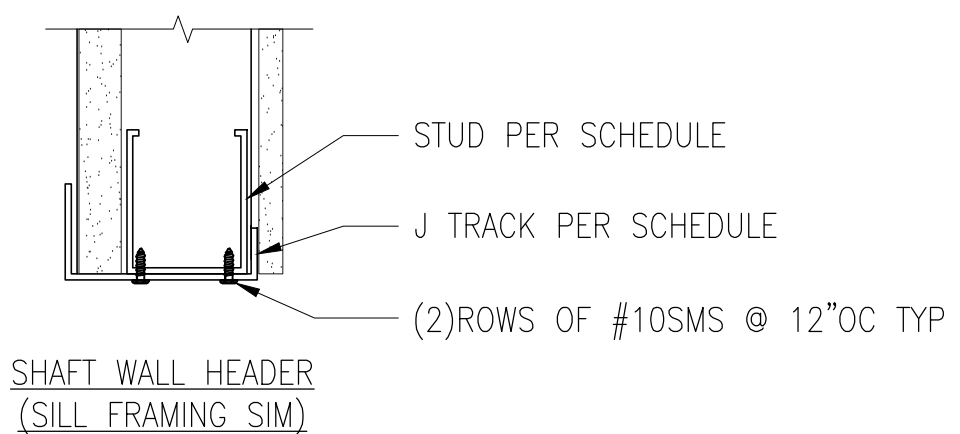 STUD PER SCHEDULE
J TRACK PER SCHEDULE
(2)ROWS OF #10SMS @ 12"OC TYP
SHAFT WALL HEADER
(SILL FRAMING SIM)